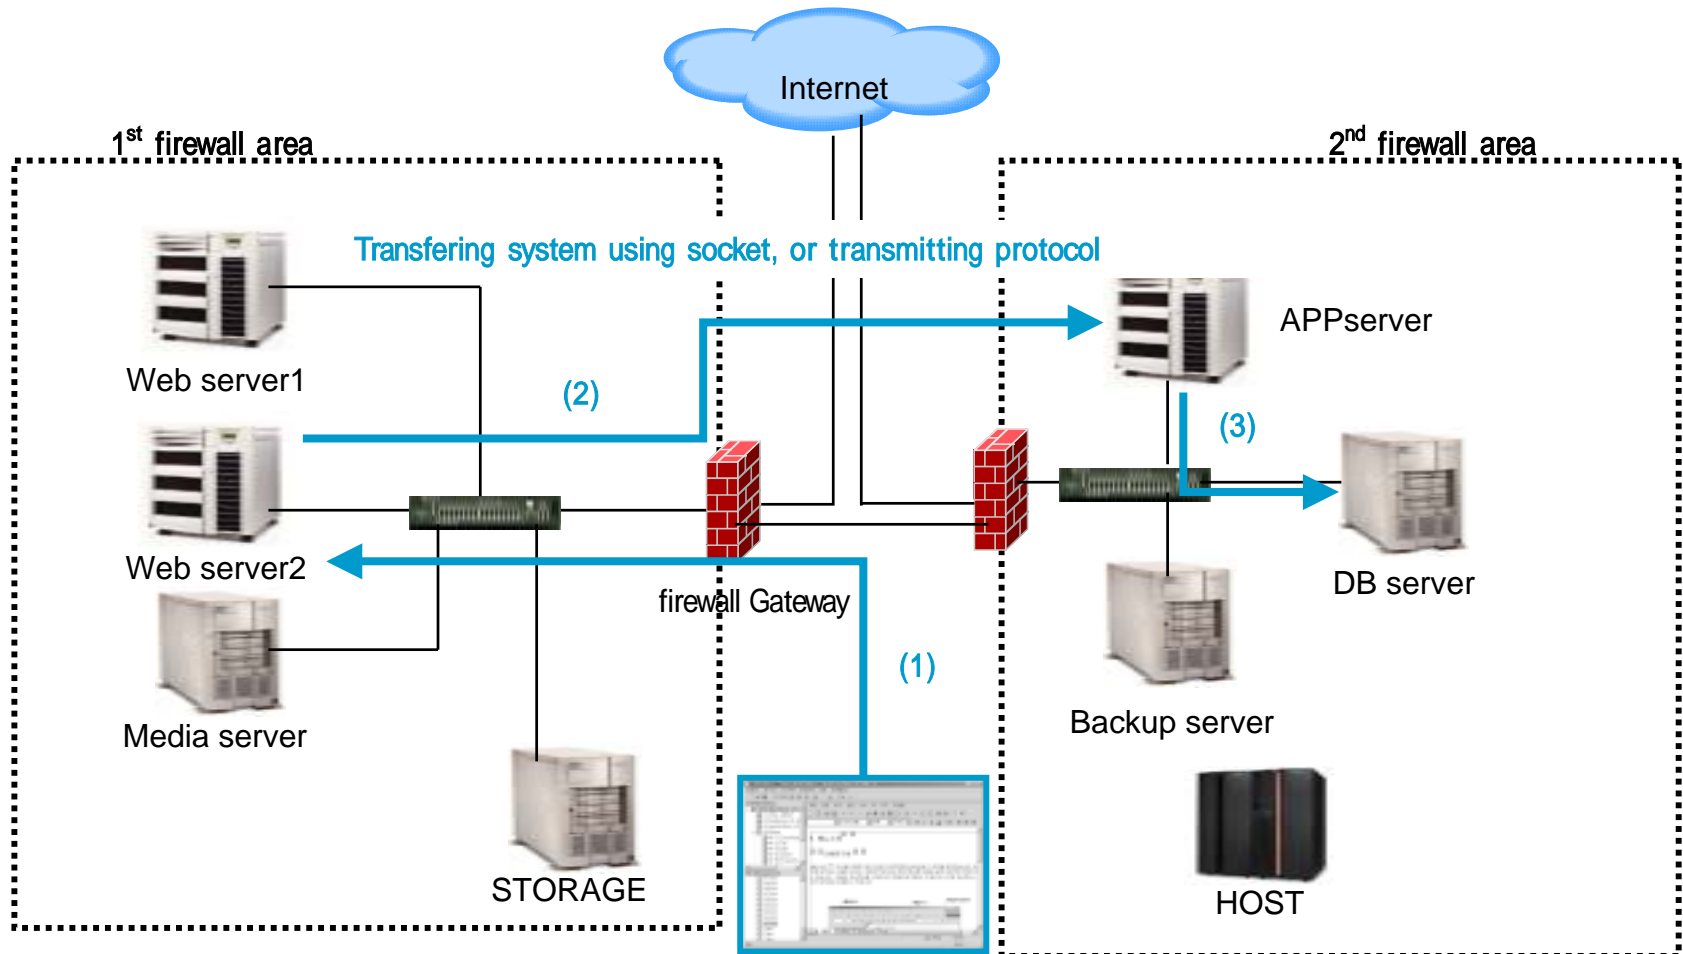 Internet
1st firewall area
2nd firewall area
Transfering system using socket, or transmitting protocol
APPserver
Web server1
(2)
(3)
Web server2
DB server
firewall Gateway
(1)
Media server
Backup server
STORAGE
HOST